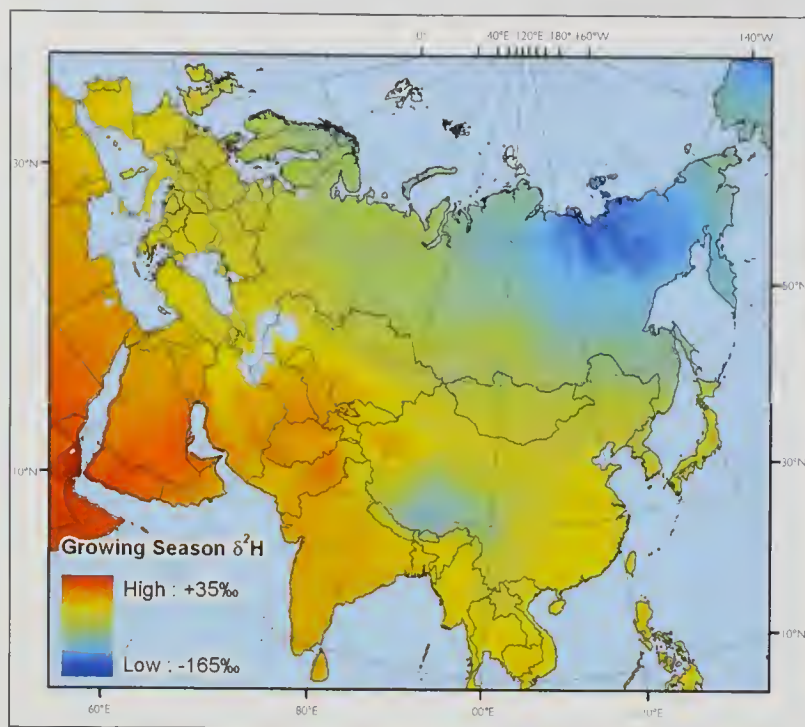 0° 40°E 120°E 180° 160°W 140°W
30°N
50°N
10°N
30°N
Growing Season δ²H
High : +35‰
Low : -165‰
10°N
60°E 80°E 00°E 10°E